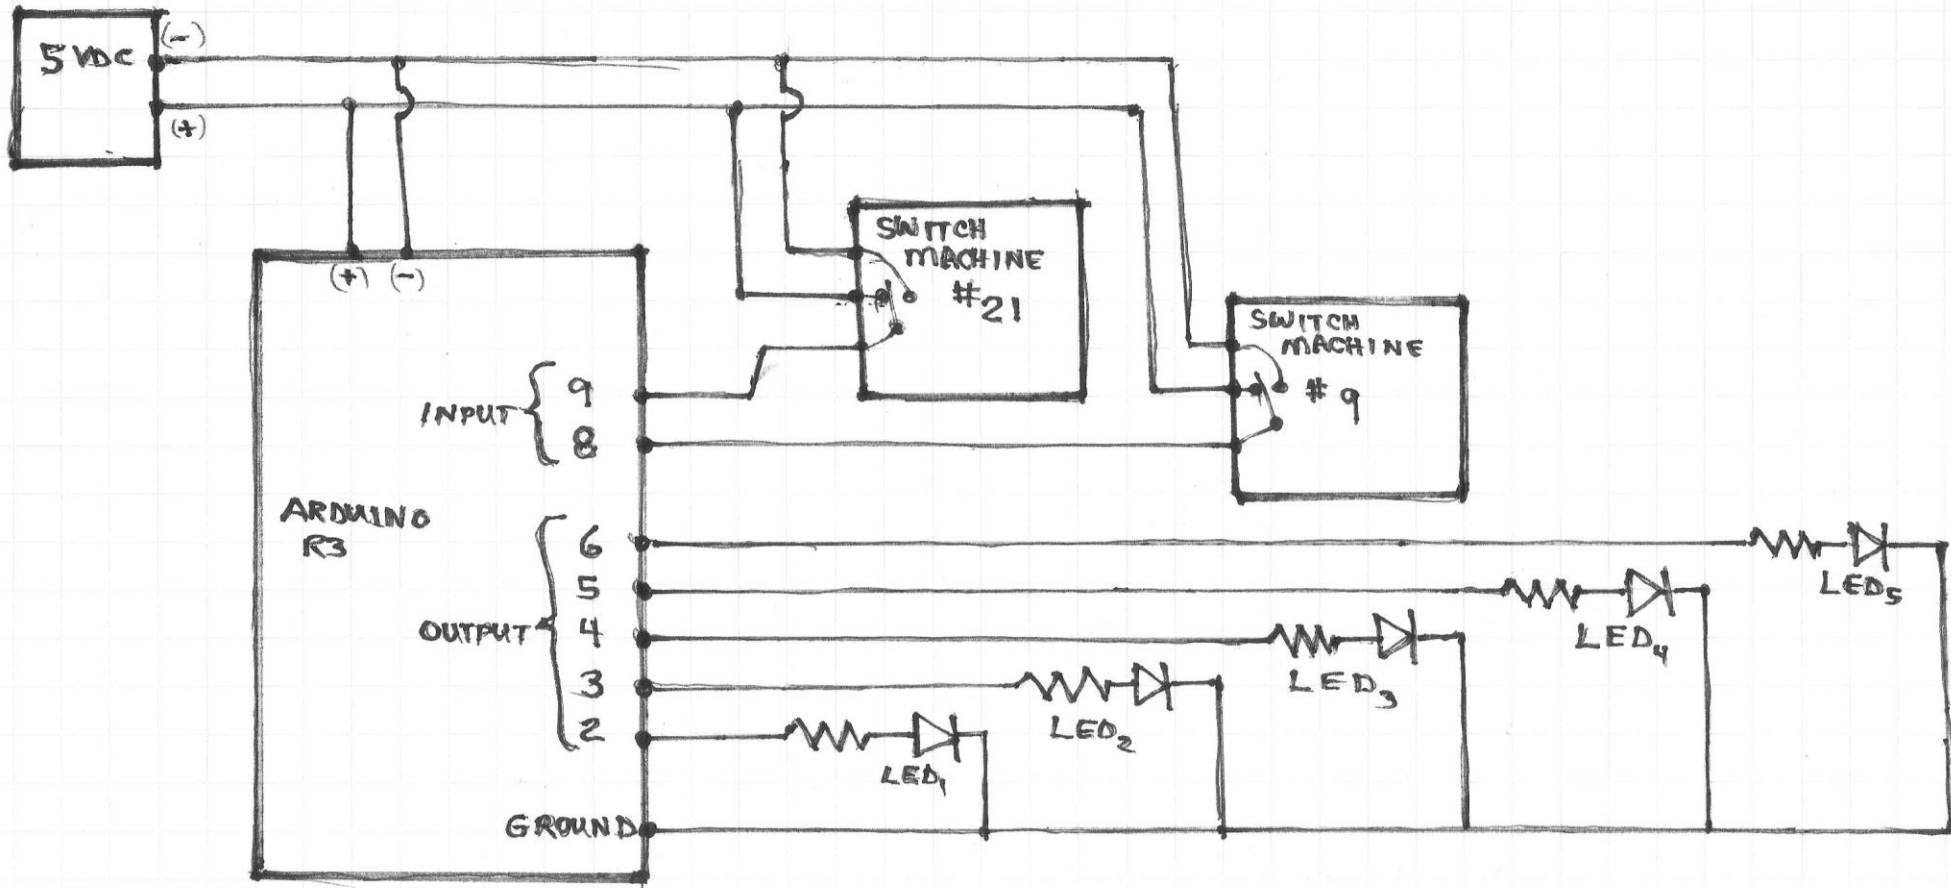 (-)
5 VDC
(+)
SWITCH
MACHINE
#21
(+) (-)
SWITCH
MACHINE
#9
INPUT
9
8
ARDUINO
R3
OUTPUT
6
5
4
3
2
LED5
LED4
LED3
LED2
LED1
GROUND